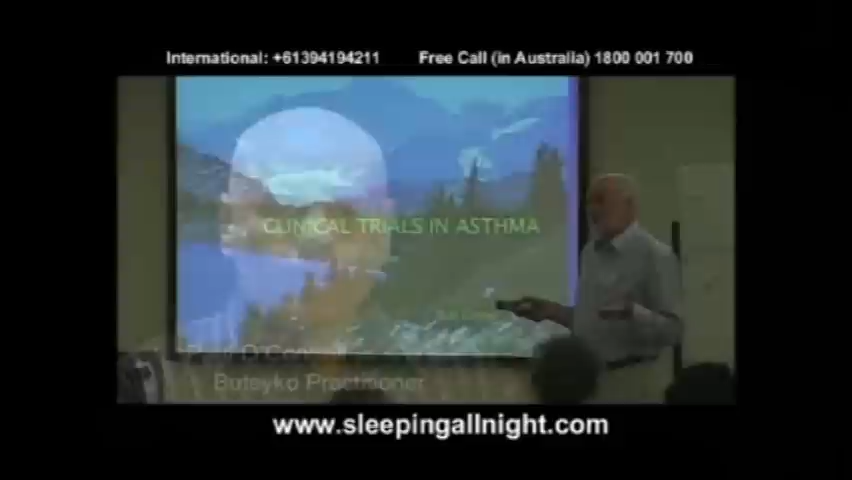 International: +61394194211 Free Call (in Australia) 1800 001 700
CLINICAL TRIALS IN ASTHMA
Buteyko Practitioner
www.sleepingallnight.com